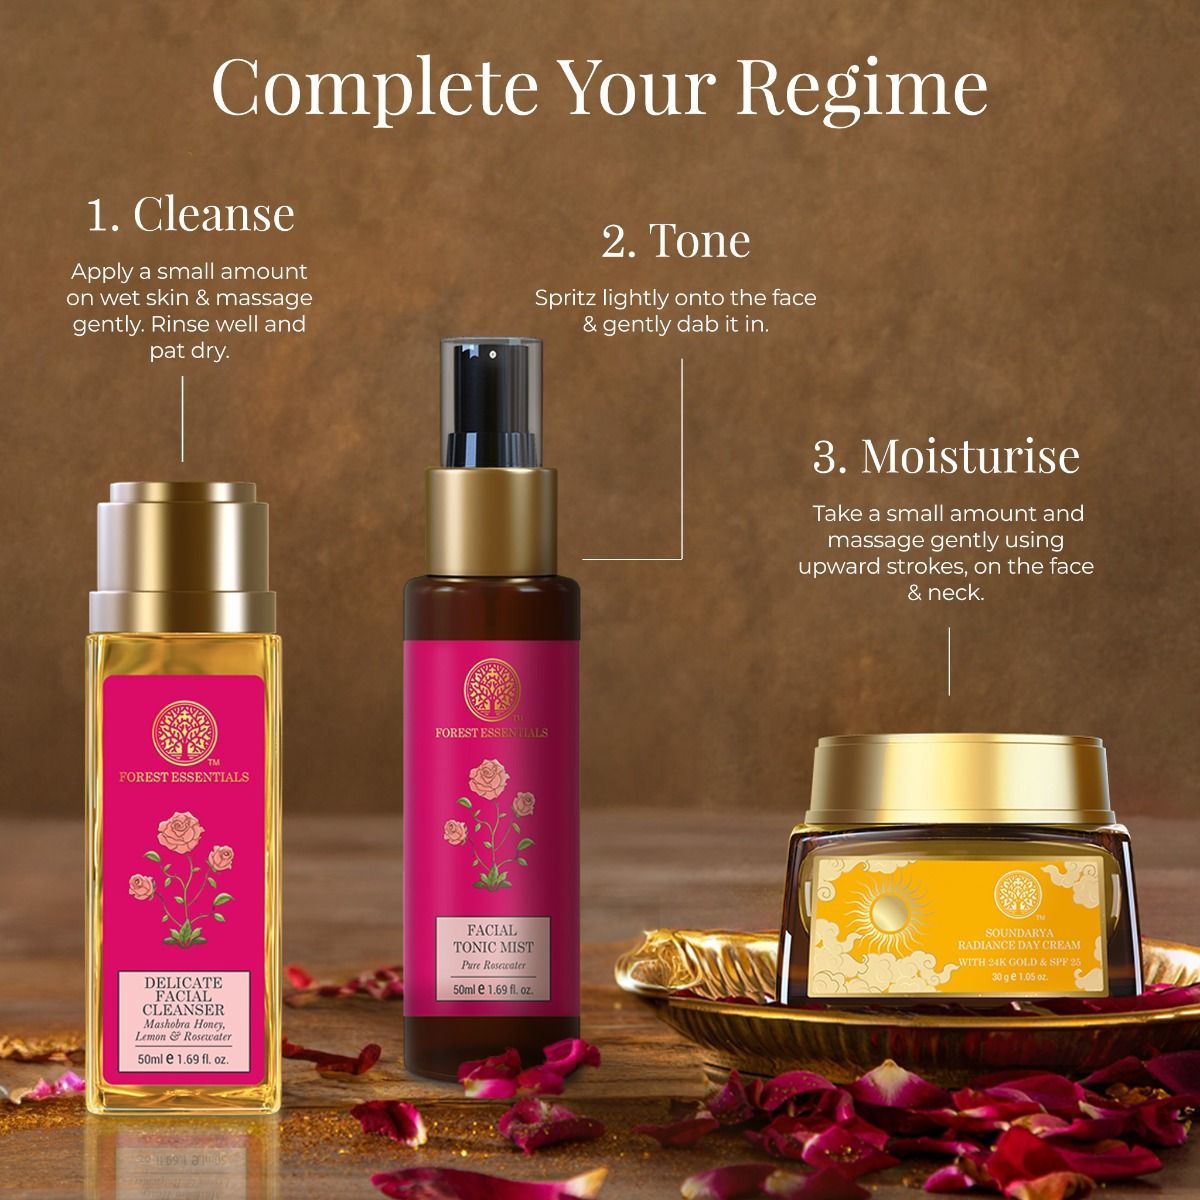 Complete Your Regime
1. Cleanse
Apply a small amount
on wet skin & massage
gently. Rinse well and
pat dry.
2. Tone
Spritz lightly onto the face
& gently dab it in.
3. Moisturise
Take a small amount and
massage gently using
upward strokes, on the face
& neck.
TM
FOREST ESSENTIALS
DELICATE
FACIAL
CLEANSER
Mashobra Honey,
Lemon & Rosewater
50ml e 1.69 fl. oz.
TM
FOREST ESSENTIALS
FACIAL
TONIC MIST
Pure Rosewater
50ml e 1.69 fl. oz.
TM
SOUNDARYA
RADIANCE DAY CREAM
WITH 24K GOLD & SPF 25
30 g e 1.05 oz.